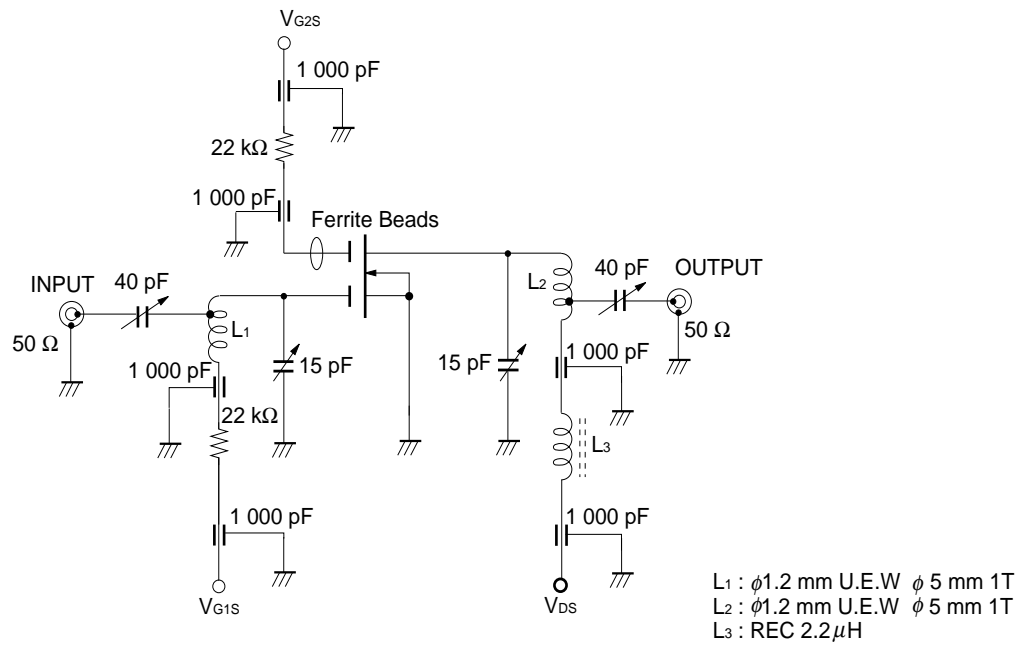 VG2S
1 000 pF
22 kΩ
1 000 pF
Ferrite Beads
INPUT
40 pF
L1
50 Ω
15 pF
1 000 pF
22 kΩ
1 000 pF
VG1S
L2
40 pF
OUTPUT
50 Ω
15 pF
1 000 pF
L3
1 000 pF
VDS
L1 : ϕ1.2 mm U.E.W ϕ 5 mm 1T
L2 : ϕ1.2 mm U.E.W ϕ 5 mm 1T
L3 : REC 2.2 µH